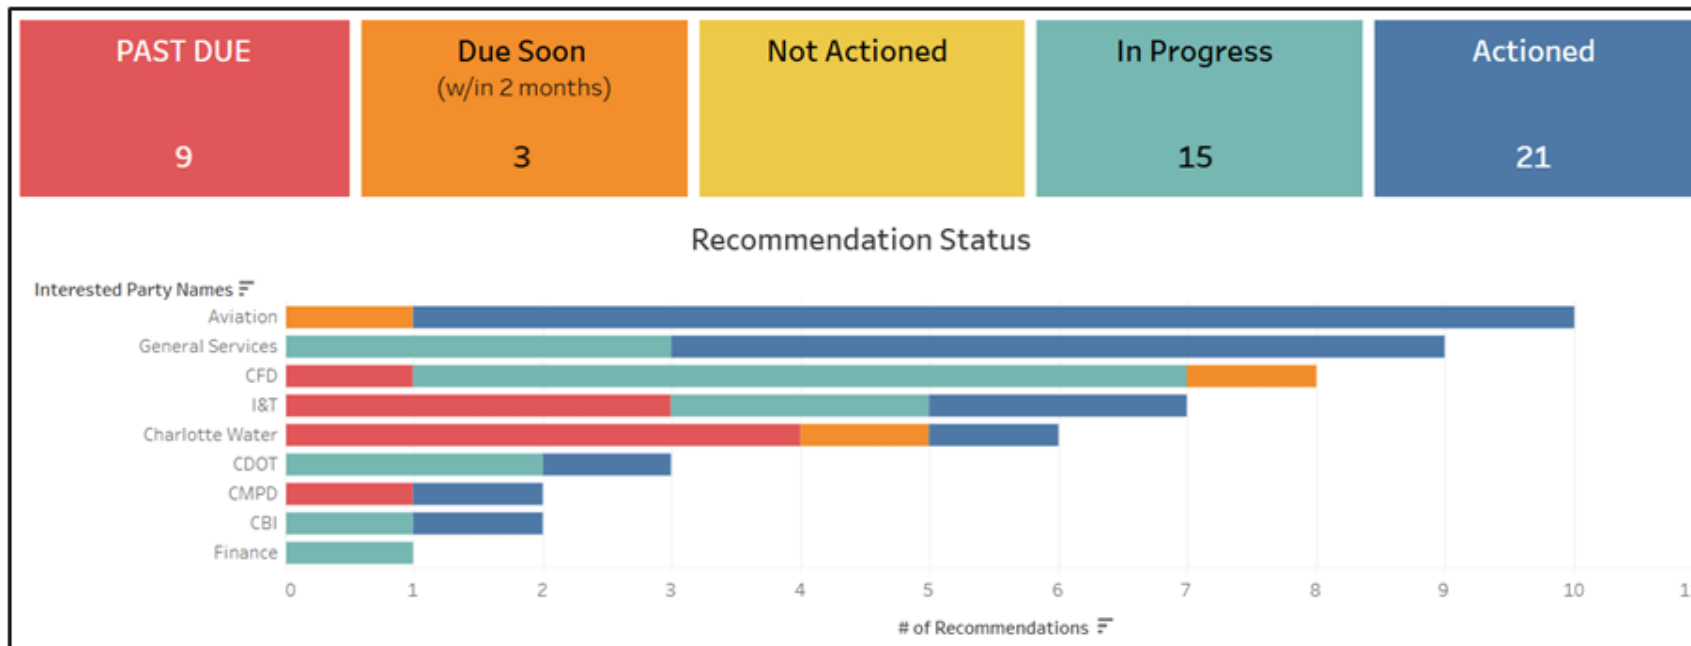 PAST DUE
9
Due Soon
(w/in 2 months)
3
Not Actioned
In Progress
15
Actioned
21
Recommendation Status
Interested Party Names
Aviation
General Services
CFD
I&T
Charlotte Water
CDOT
CMPD
CBI
Finance
0 1 2 3 4 5 6 7 8 9 10
# of Recommendations